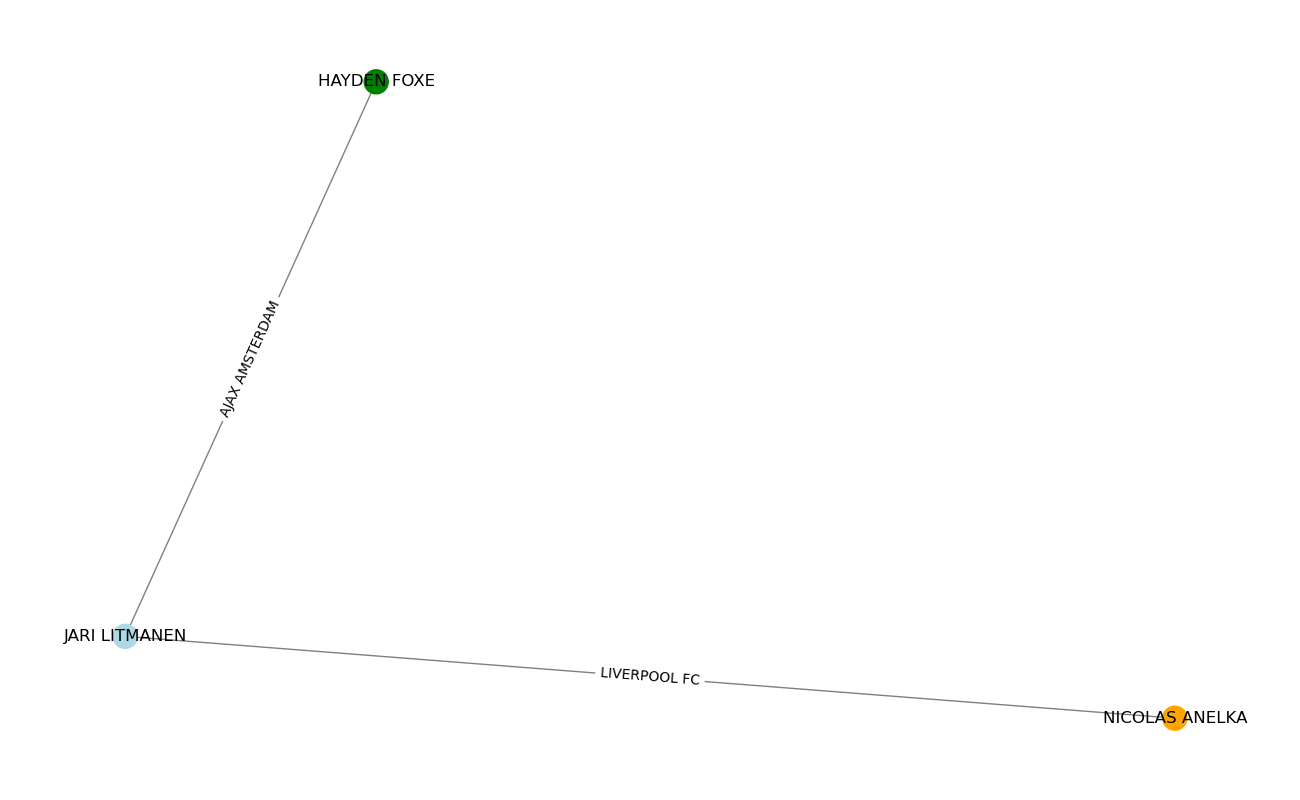 HAYDEN FOXE
AJAX AMSTERDAM
JARI LITMANEN
LIVERPOOL FC
NICOLAS ANELKA